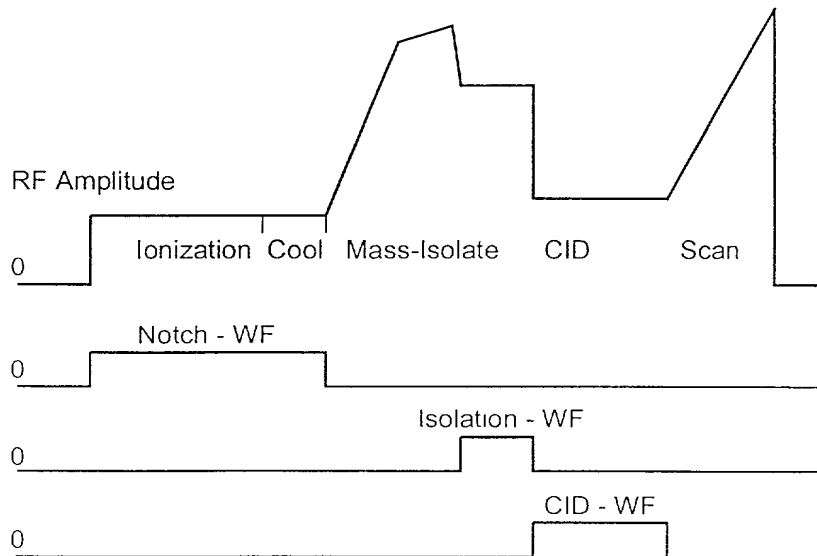 RF Amplitude
0
Ionization Cool Mass-Isolate CID Scan
Notch - WF
0
Isolation - WF
0
CID - WF
0